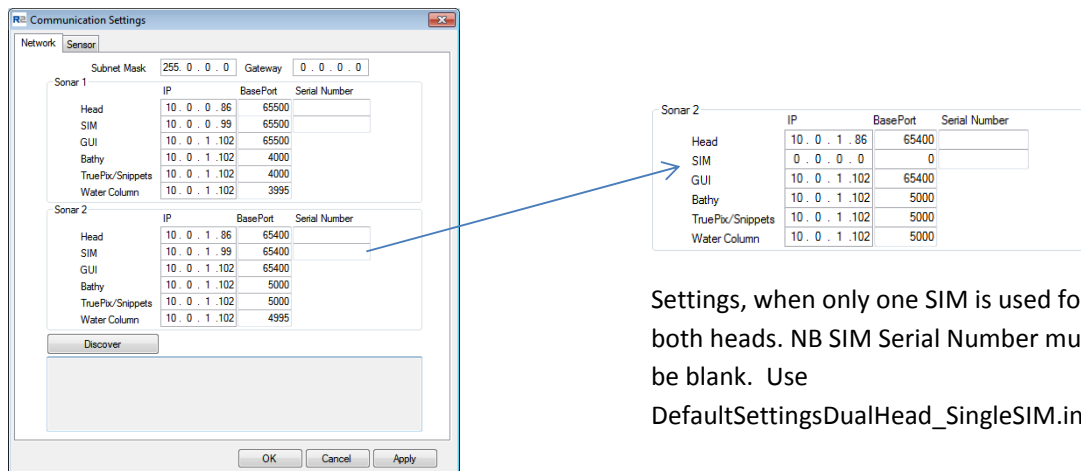 R2 Communication Settings
Network Sensor
Subnet Mask 255. 0 . 0 . 0 Gateway 0 . 0 . 0 . 0
Sonar 1
IP BasePort Serial Number
Head 10 . 0 . 0 . 86 65500
SIM 10 . 0 . 0 . 99 65500
GUI 10 . 0 . 1 .102 65500
Bathy 10 . 0 . 1 .102 4000
TruePix/Snippets 10 . 0 . 1 .102 4000
Water Column 10 . 0 . 1 .102 3995
Sonar 2
IP BasePort Serial Number
Head 10 . 0 . 1 . 86 65400
SIM 10 . 0 . 1 . 99 65400
GUI 10 . 0 . 1 .102 65400
Bathy 10 . 0 . 1 .102 5000
TruePix/Snippets 10 . 0 . 1 .102 5000
Water Column 10 . 0 . 1 .102 4995
Discover
OK Cancel Apply
Sonar 2
IP BasePort Serial Number
Head 10 . 0 . 1 . 86 65400
SIM 0 . 0 . 0 . 0 0
GUI 10 . 0 . 1 .102 65400
Bathy 10 . 0 . 1 .102 5000
TruePix/Snippets 10 . 0 . 1 .102 5000
Water Column 10 . 0 . 1 .102 5000
Settings, when only one SIM is used fo
both heads. NB SIM Serial Number mu
be blank. Use
DefaultSettingsDualHead_SingleSIM.in